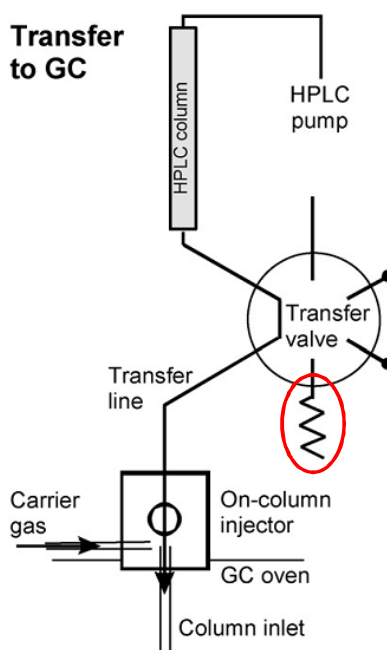 Transfer
to GC
HPLC column
HPLC
pump
Transfer
valve
Transfer
line
Carrier
gas
On-column
injector
GC oven
Column inlet